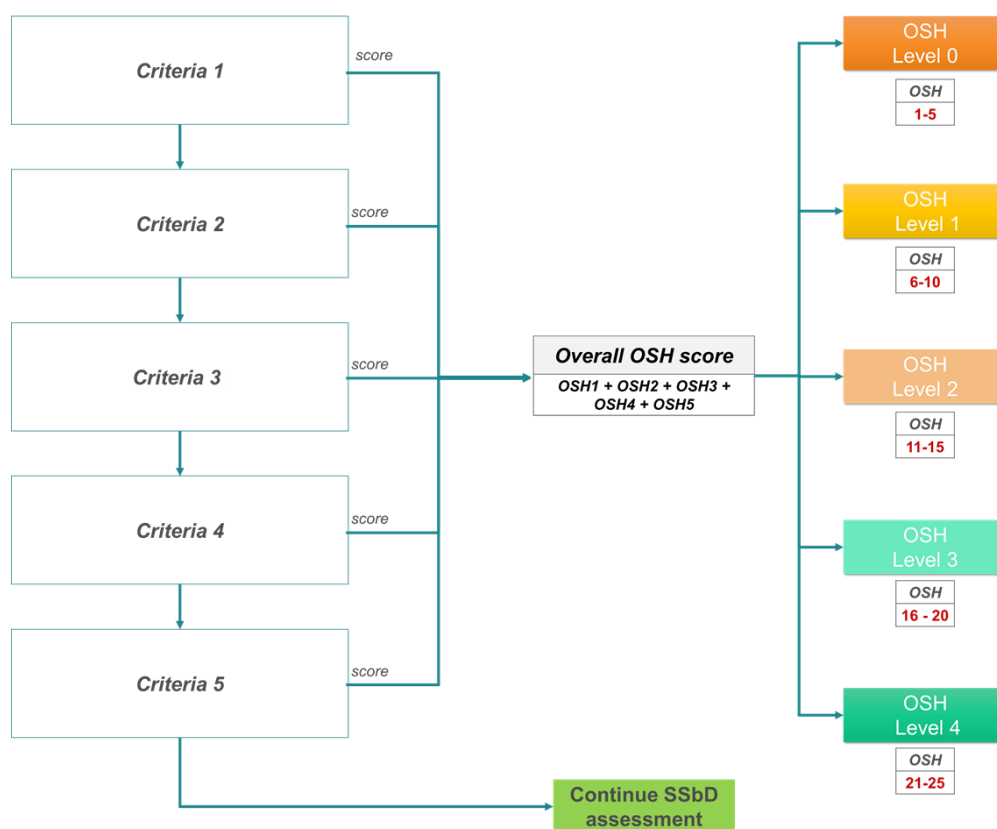 Criteria 1
score
Criteria 2
score
Criteria 3
score
Criteria 4
score
Criteria 5
score
Overall OSH score
OSH1 + OSH2 + OSH3 +
OSH4 + OSH5
OSH
Level 0
OSH
1-5
OSH
Level 1
OSH
6-10
OSH
Level 2
OSH
11-15
OSH
Level 3
OSH
16 - 20
OSH
Level 4
OSH
21-25
Continue SSbD
assessment